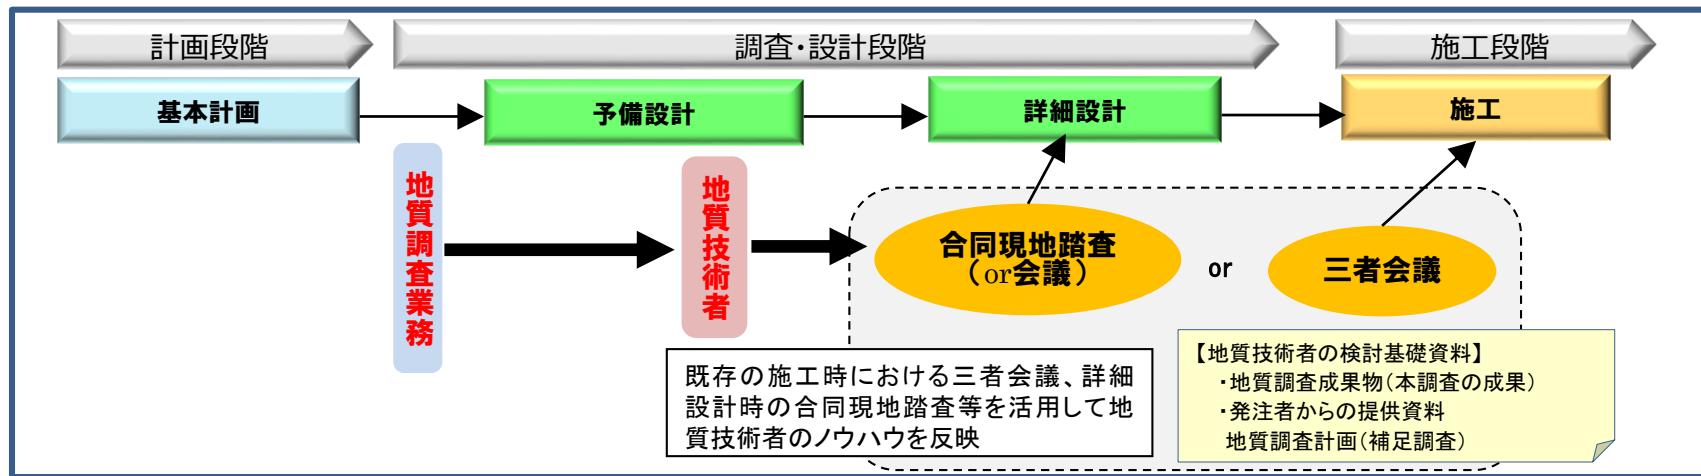 計画段階
調査・設計段階
施工段階
基本計画
予備設計
詳細設計
施工
地質調査業務
地質技術者
合同現地踏査
（or会議）
or
三者会議
既存の施工時における三者会議、詳細
設計時の合同現地踏査等を活用して地
質技術者のノウハウを反映
【地質技術者の検討基礎資料】
・地質調査成果物（本調査の成果）
・発注者からの提供資料
地質調査計画（補足調査）